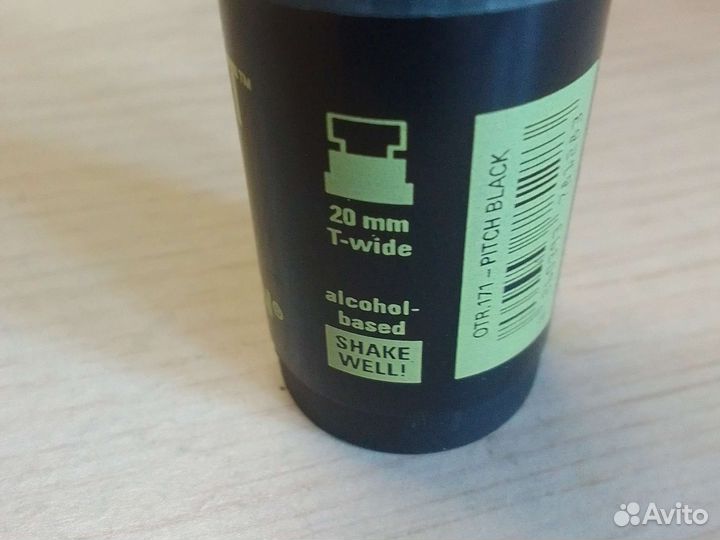 20 mm
T-wide
alcohol-
based
SHAKE
WELL!
OTR.171 – PITCH BLACK
Avito